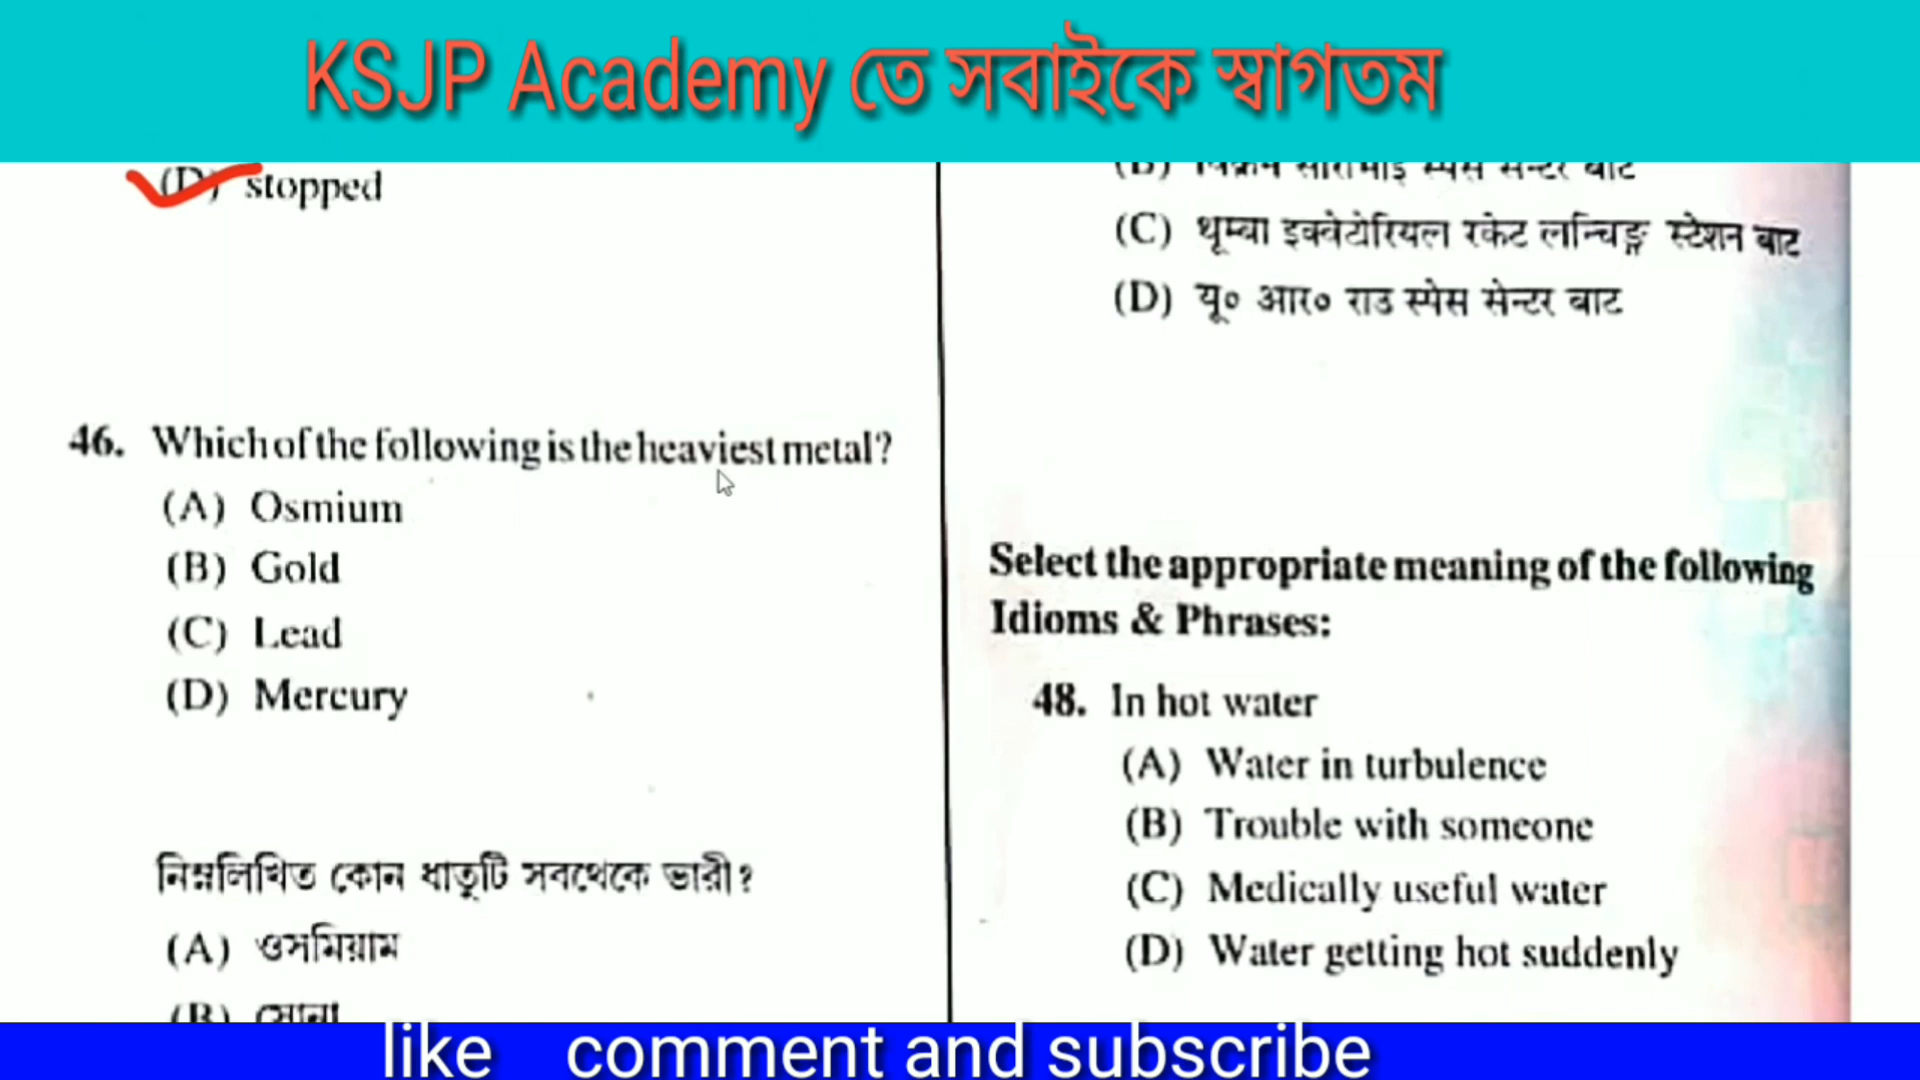 KSJP Academy তে সবাইকে স্বাগতম
(D) stopped
46. Which of the following is the heaviest metal?
(A) Osmium
(B) Gold
(C) Lead
(D) Mercury
নিম্নলিখিত কোন ধাতুটি সবথেকে ভারী?
(A) ওসমিয়াম
(B) সোনা
(B) विक्रम साराभाई स्पेस सेन्टर बाट
(C) थूम्बा इक्वेटोरियल रकेट लन्चिङ्ग स्टेशन बाट
(D) यू० आर० राउ स्पेस सेन्टर बाट
Select the appropriate meaning of the following
Idioms & Phrases:
48. In hot water
(A) Water in turbulence
(B) Trouble with someone
(C) Medically useful water
(D) Water getting hot suddenly
like comment and subscribe